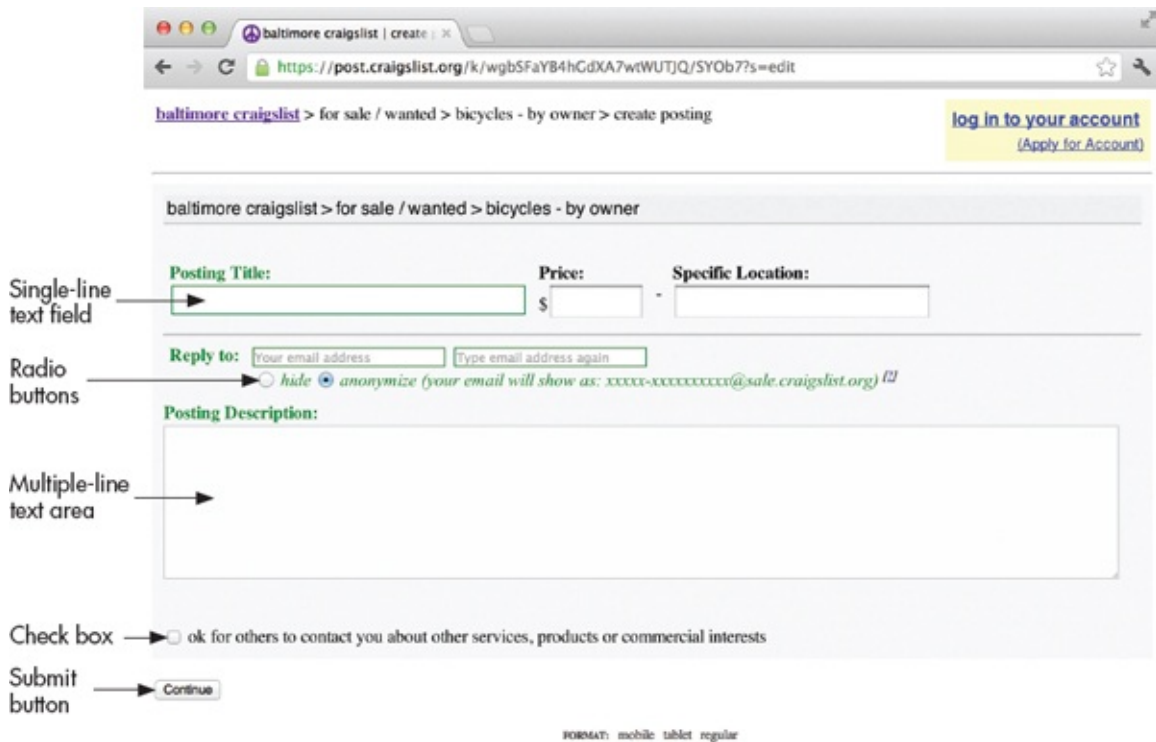 baltimore craigslist | create p
https://post.craigslist.org/k/wgbSFaYB4hGdXA7wtWUTJQ/SYOb7?s=edit
baltimore craigslist > for sale / wanted > bicycles - by owner > create posting
log in to your account
(Apply for Account)
baltimore craigslist > for sale / wanted > bicycles - by owner
Posting Title: Price: Specific Location:
Single-line
text field
$ -
Reply to: Your email address Type email address again
Radio
buttons
hide anonymize (your email will show as: xxxxx-xxxxxxxxxx@sale.craigslist.org) [?]
Posting Description:
Multiple-line
text area
Check box
ok for others to contact you about other services, products or commercial interests
Submit
button
Continue
FORMAT: mobile tablet regular